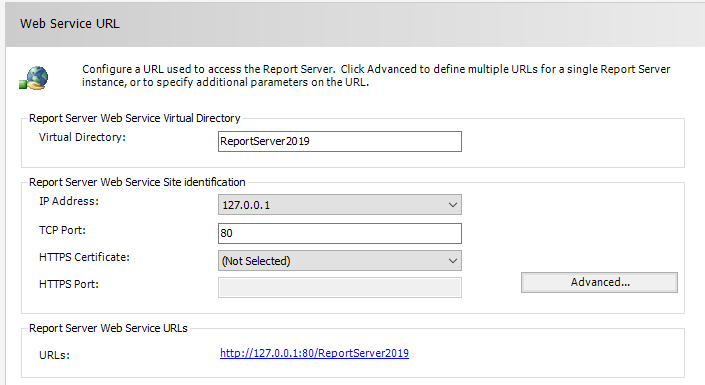 Web Service URL
Configure a URL used to access the Report Server.  Click Advanced to define multiple URLs for a single Report Server
instance, or to specify additional parameters on the URL.
Report Server Web Service Virtual Directory
Virtual Directory:
ReportServer2019
Report Server Web Service Site identification
IP Address:
127.0.0.1
TCP Port:
80
HTTPS Certificate:
(Not Selected)
HTTPS Port:
Advanced...
Report Server Web Service URLs
URLs:
http://127.0.0.1:80/ReportServer2019